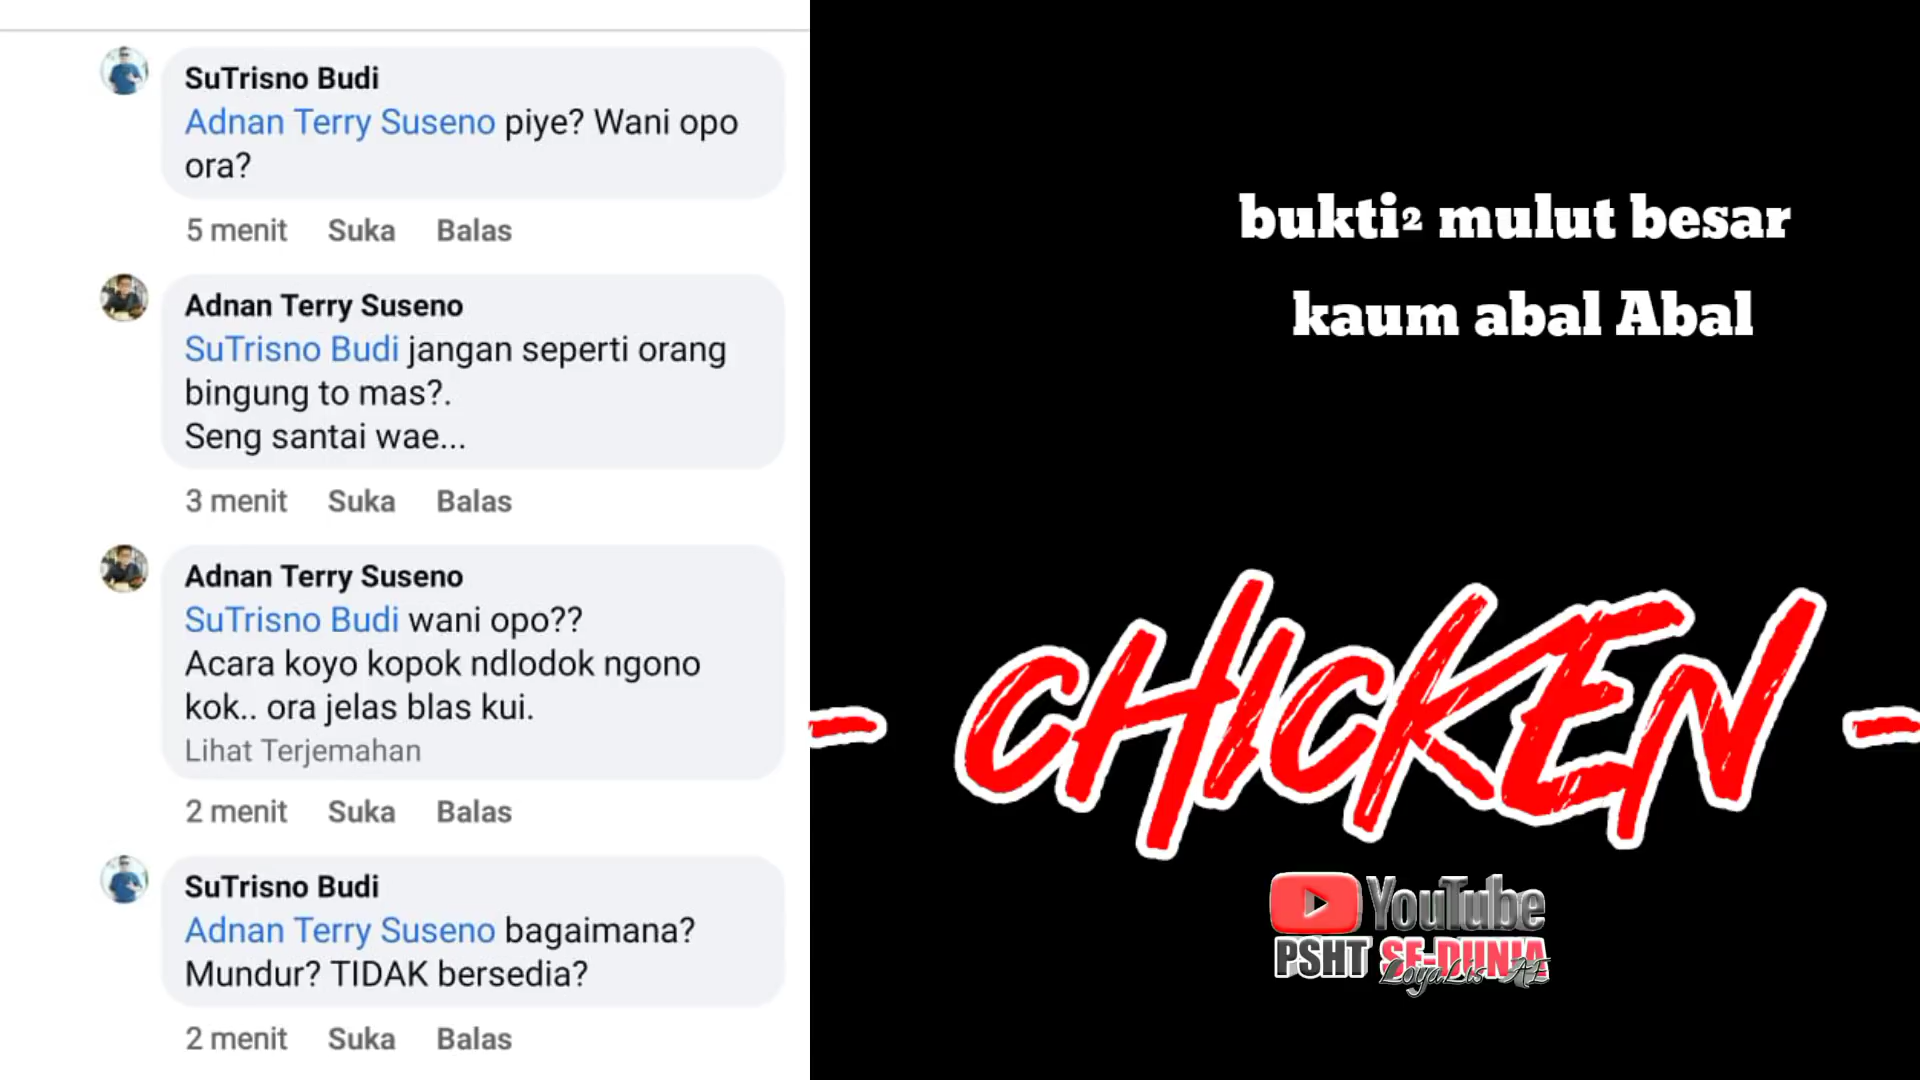 SuTrisno Budi
Adnan Terry Suseno piye? Wani opo
ora?
5 menit Suka Balas
Adnan Terry Suseno
SuTrisno Budi jangan seperti orang
bingung to mas?.
Seng santai wae...
3 menit Suka Balas
Adnan Terry Suseno
SuTrisno Budi wani opo??
Acara koyo kopok ndlodok ngono
kok.. ora jelas blas kui.
Lihat Terjemahan
2 menit Suka Balas
SuTrisno Budi
Adnan Terry Suseno bagaimana?
Mundur? TIDAK bersedia?
2 menit Suka Balas
bukti2 mulut besar
kaum abal Abal
- CHICKEN -
YouTube
PSHT SE-DUNIA
LoyaLis AE